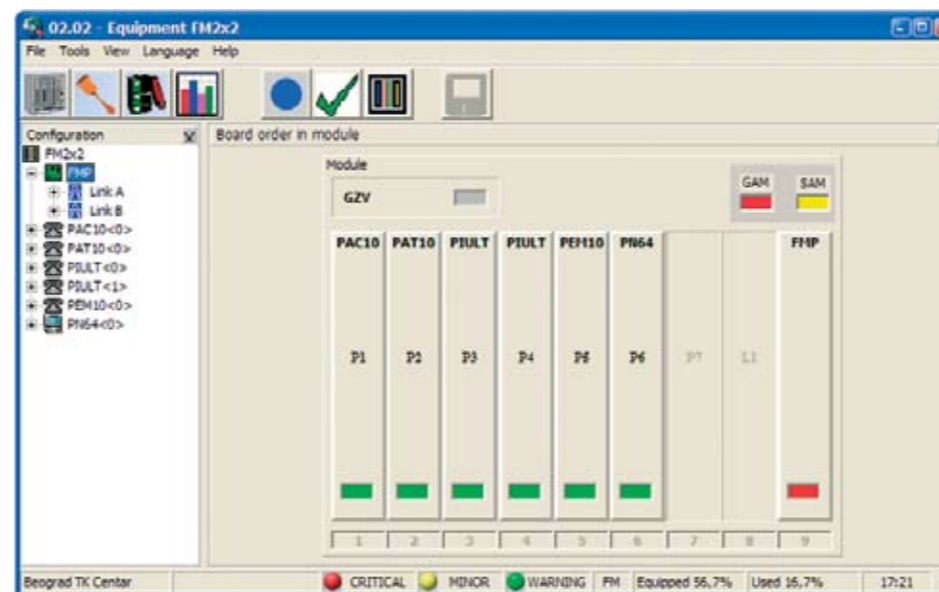 02.02 - Equipment FM2x2
File Tools View Language Help
Configuration
Board order in module
FM2x2
FMP
Link A
Link B
PAC10<0>
PAT10<0>
PIULT<0>
PIULT<1>
PEM10<0>
PN64<0>
Module
GZV
GAM SAM
PAC10 PAT10 PIULT PIULT PEM10 PN64 FMP
P1 P2 P3 P4 P5 P6 P7 L1
1 2 3 4 5 6 7 8 9
Beograd TK Centar CRITICAL MINOR WARNING FM Equipped 56,7% Used 16,7% 17:21